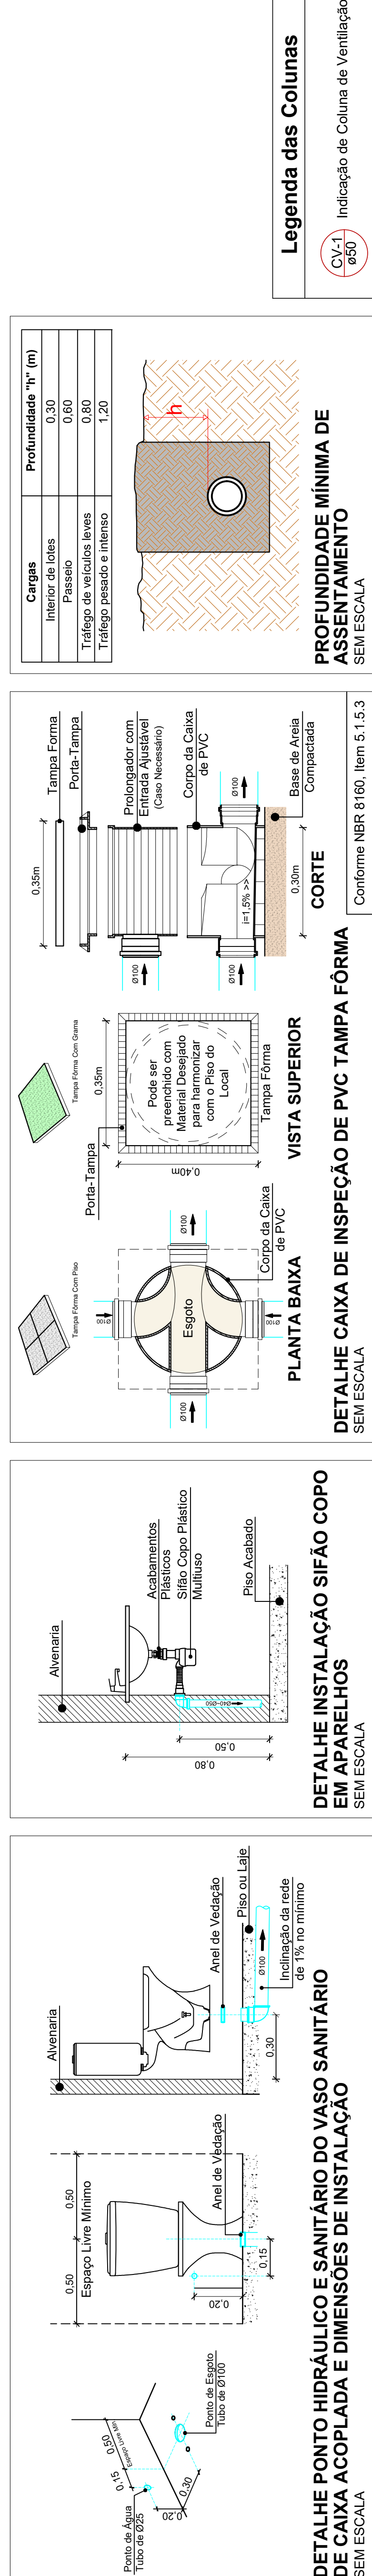 Ponto de Água
Tubo de Ø25
0,15
0,50
Espaço Livre Mín.
0,20
0,30
Ponto de Esgoto
Tubo de Ø100
0,50
0,50
Espaço Livre Mínimo
Anel de Vedação
0,20
0,15
Alvenaria
Anel de Vedação
Piso ou Laje
Ø100
Inclinação da rede
de 1% no mínimo
0,30
DETALHE PONTO HIDRÁULICO E SANITÁRIO DO VASO SANITÁRIO
DE CAIXA ACOPLADA E DIMENSÕES DE INSTALAÇÃO
SEM ESCALA
Alvenaria
Acabamentos
Plásticos
Sifão Copo Plástico
Multiuso
Piso Acabado
Ø40~Ø50
0,50
0,80
DETALHE INSTALAÇÃO SIFÃO COPO
EM APARELHOS
SEM ESCALA
Tampa Fôrma Com Piso
Tampa Fôrma Com Grama
Ø100
Ø100
Ø100
Ø100
Esgoto
Corpo da Caixa
de PVC
PLANTA BAIXA
Porta-Tampa
0,35m
0,40m
Pode ser
preenchido com
Material Desejado
para harmonizar
com o Piso do
Local
Tampa Fôrma
VISTA SUPERIOR
0,35m
Tampa Forma
Porta-Tampa
Prolongador com
Entrada Ajustável
(Caso Necessário)
Corpo da Caixa
de PVC
Ø100
Ø100
Ø100
i=1,5% >>
Base de Areia
Compactada
0,30m
CORTE
DETALHE CAIXA DE INSPEÇÃO DE PVC TAMPA FÔRMA
SEM ESCALA
Conforme NBR 8160, Item 5.1.5.3
Cargas Profundidade "h" (m)
Interior de lotes 0,30
Passeio 0,60
Tráfego de veículos leves 0,80
Tráfego pesado e intenso 1,20
h
PROFUNDIDADE MÍNIMA DE
ASSENTAMENTO
SEM ESCALA
Legenda das Colunas
CV-1
ø50
Indicação de Coluna de Ventilação